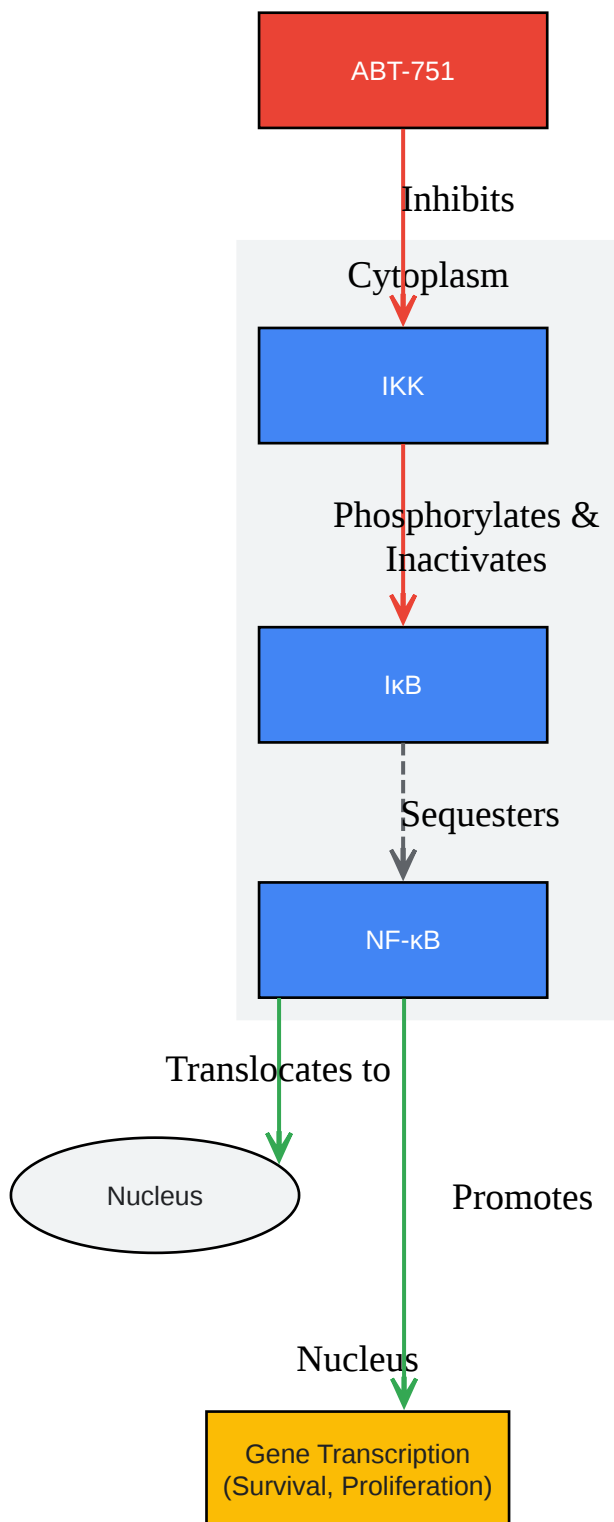 ABT-751
Inhibits
Cytoplasm
IKK
Phosphorylates &
Inactivates
IκB
Sequesters
NF-κB
Translocates to
Nucleus
Promotes
Nucleus
Gene Transcription
(Survival, Proliferation)